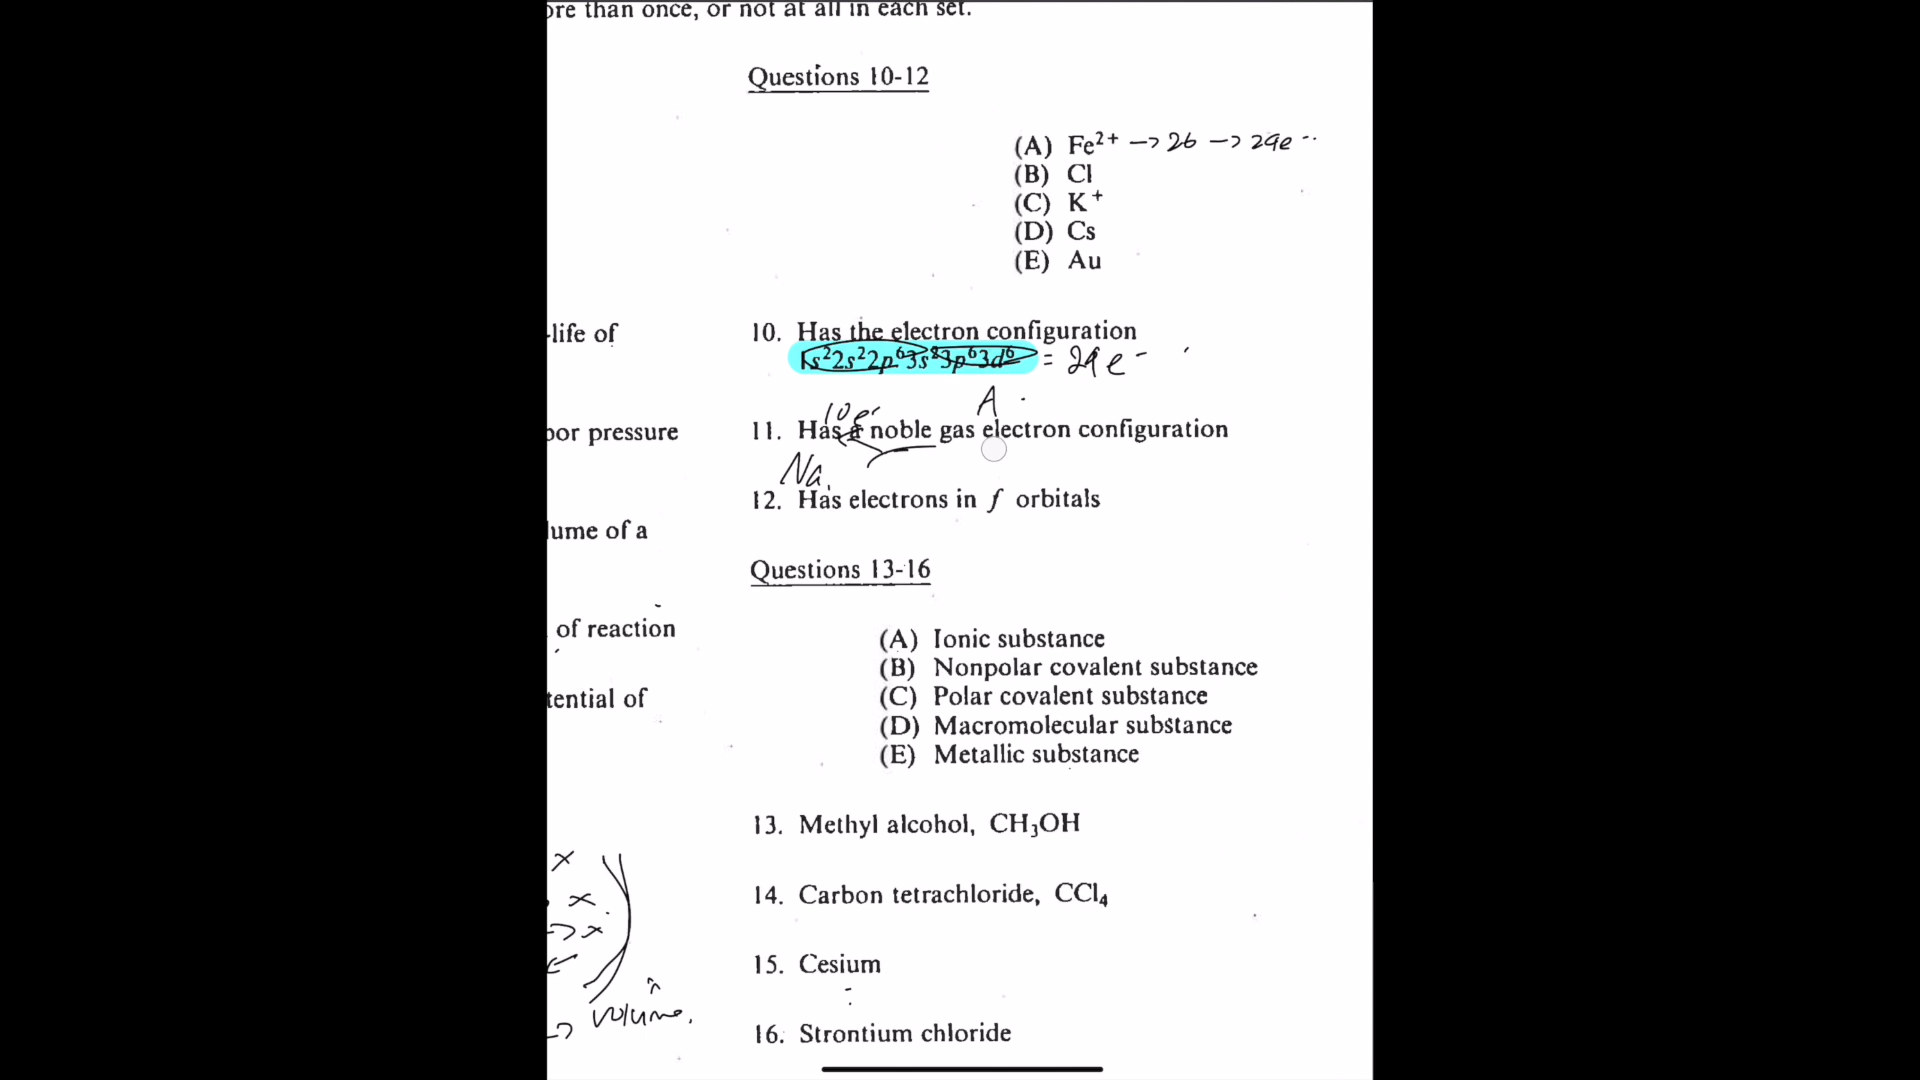 ore than once, or not at all in each set.
Questions 10-12
(A) Fe²⁺ → 26 → 24e⁻
(B) Cl
(C) K⁺
(D) Cs
(E) Au
-life of
10. Has the electron configuration
1s²2s²2p⁶3s²3p⁶3d⁶ = 24e⁻
A
10e⁻
por pressure
11. Has a noble gas electron configuration
Na
12. Has electrons in f orbitals
lume of a
Questions 13-16
of reaction
(A) Ionic substance
(B) Nonpolar covalent substance
(C) Polar covalent substance
(D) Macromolecular substance
(E) Metallic substance
tential of
13. Methyl alcohol, CH₃OH
x
14. Carbon tetrachloride, CCl₄
x
→ x
15. Cesium
volume.
16. Strontium chloride